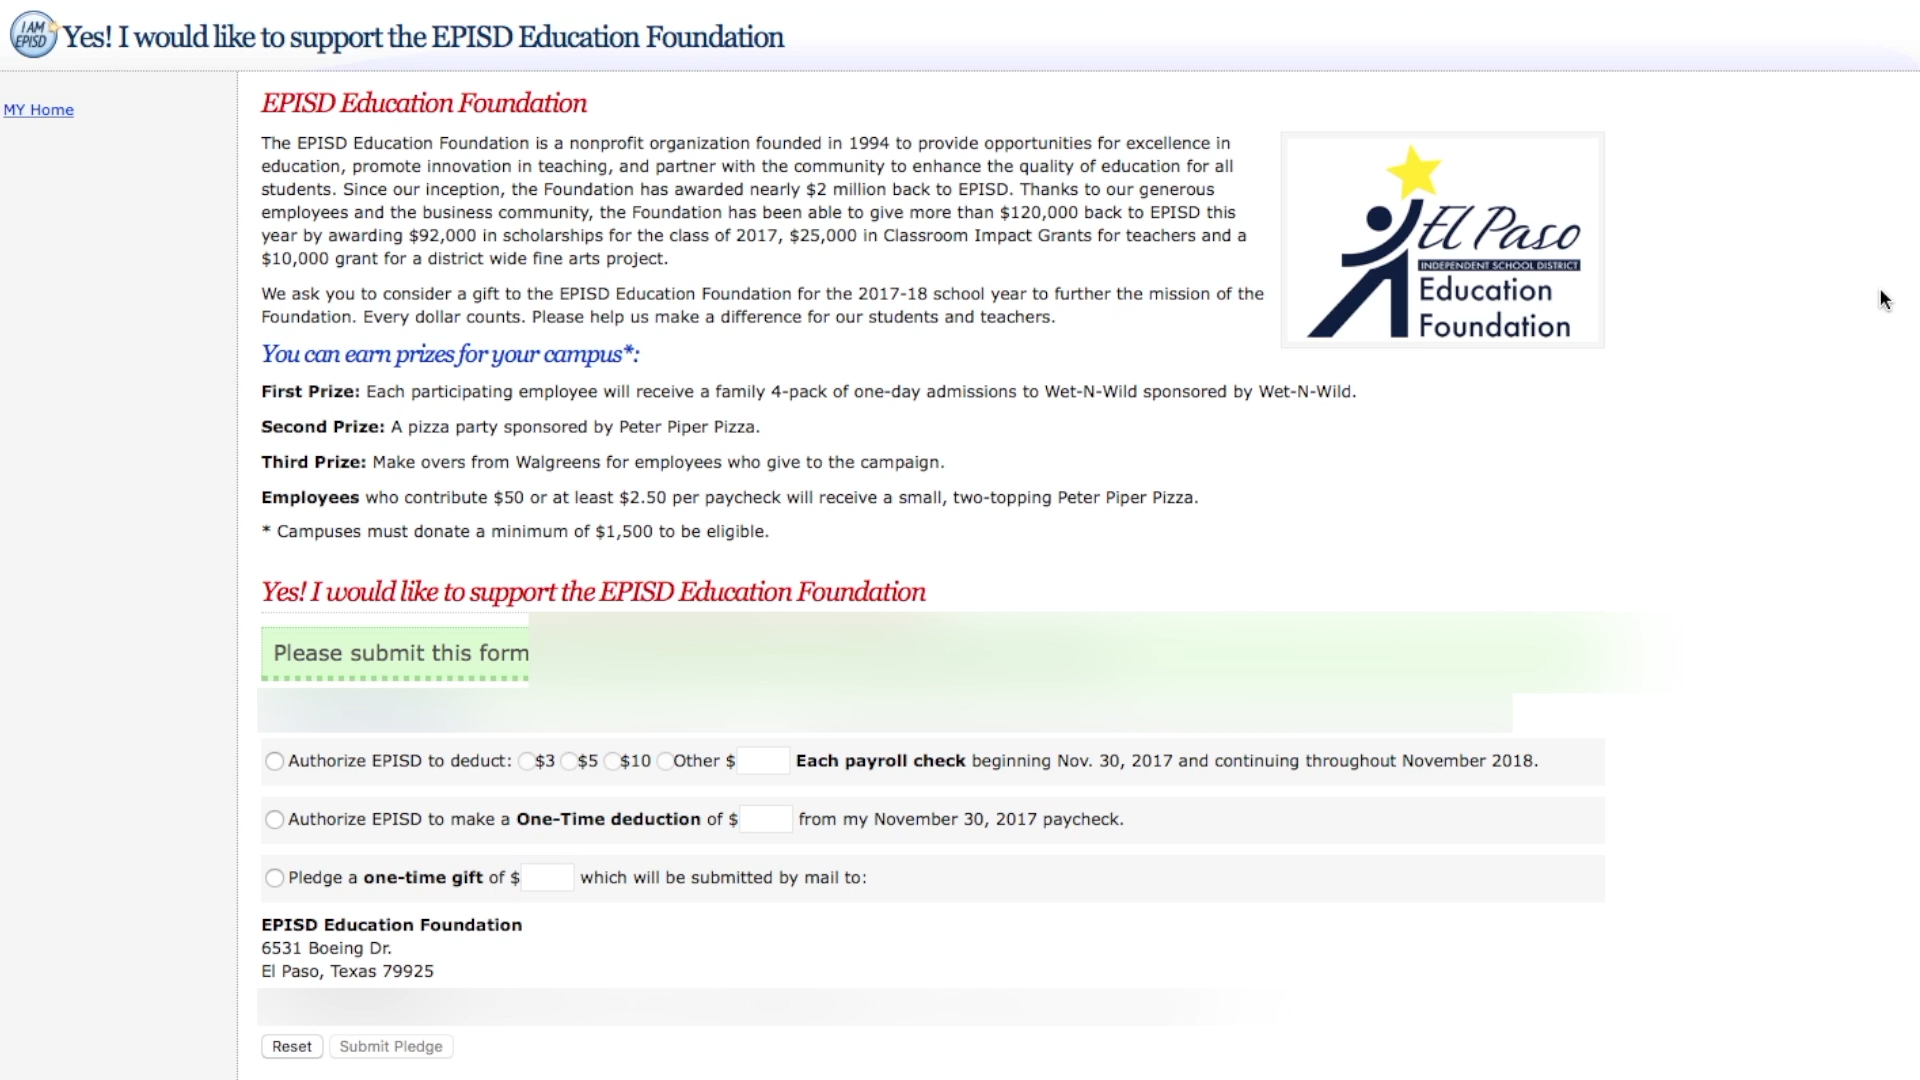 I AM
EPISD
Yes! I would like to support the EPISD Education Foundation
MY Home
EPISD Education Foundation
The EPISD Education Foundation is a nonprofit organization founded in 1994 to provide opportunities for excellence in
education, promote innovation in teaching, and partner with the community to enhance the quality of education for all
students. Since our inception, the Foundation has awarded nearly $2 million back to EPISD. Thanks to our generous
employees and the business community, the Foundation has been able to give more than $120,000 back to EPISD this
year by awarding $92,000 in scholarships for the class of 2017, $25,000 in Classroom Impact Grants for teachers and a
$10,000 grant for a district wide fine arts project.
We ask you to consider a gift to the EPISD Education Foundation for the 2017-18 school year to further the mission of the
Foundation. Every dollar counts. Please help us make a difference for our students and teachers.
El Paso
INDEPENDENT SCHOOL DISTRICT
Education
Foundation
You can earn prizes for your campus*:
First Prize: Each participating employee will receive a family 4-pack of one-day admissions to Wet-N-Wild sponsored by Wet-N-Wild.
Second Prize: A pizza party sponsored by Peter Piper Pizza.
Third Prize: Make overs from Walgreens for employees who give to the campaign.
Employees who contribute $50 or at least $2.50 per paycheck will receive a small, two-topping Peter Piper Pizza.
* Campuses must donate a minimum of $1,500 to be eligible.
Yes! I would like to support the EPISD Education Foundation
Please submit this form
Authorize EPISD to deduct: $3 $5 $10 Other $ Each payroll check beginning Nov. 30, 2017 and continuing throughout November 2018.
Authorize EPISD to make a One-Time deduction of $ from my November 30, 2017 paycheck.
Pledge a one-time gift of $ which will be submitted by mail to:
EPISD Education Foundation
6531 Boeing Dr.
El Paso, Texas 79925
Reset Submit Pledge